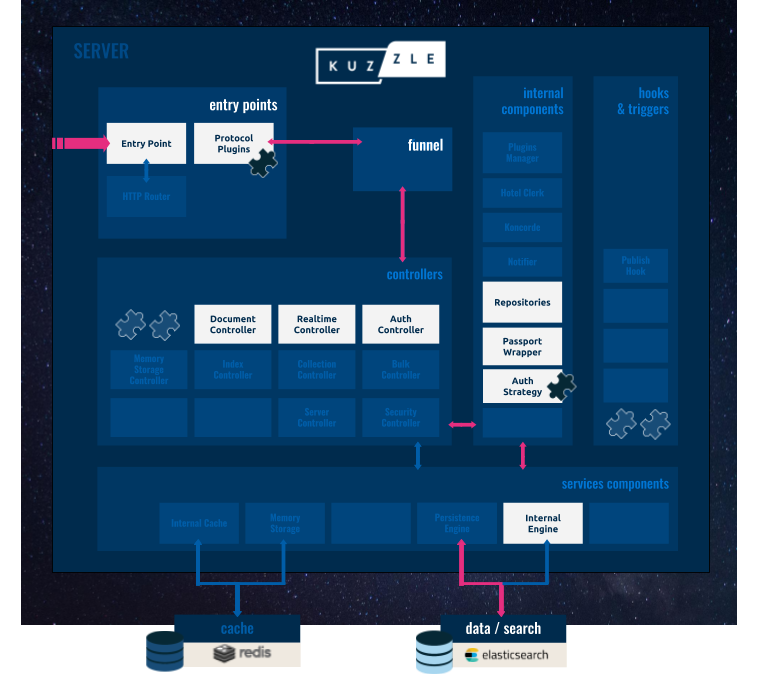 SERVER
KUZZLE
entry points
Entry Point
Protocol
Plugins
HTTP Router
funnel
internal
components
Plugins
Manager
Hotel Clerk
Koncorde
Notifier
Repositories
Passport
Wrapper
Auth
Strategy
hooks
& triggers
Publish
Hook
controllers
Document
Controller
Realtime
Controller
Auth
Controller
Memory
Storage
Controller
Index
Controller
Collection
Controller
Bulk
Controller
Server
Controller
Security
Controller
services components
Internal Cache
Memory
Storage
Persistence
Engine
Internal
Engine
cache
redis
data / search
elasticsearch